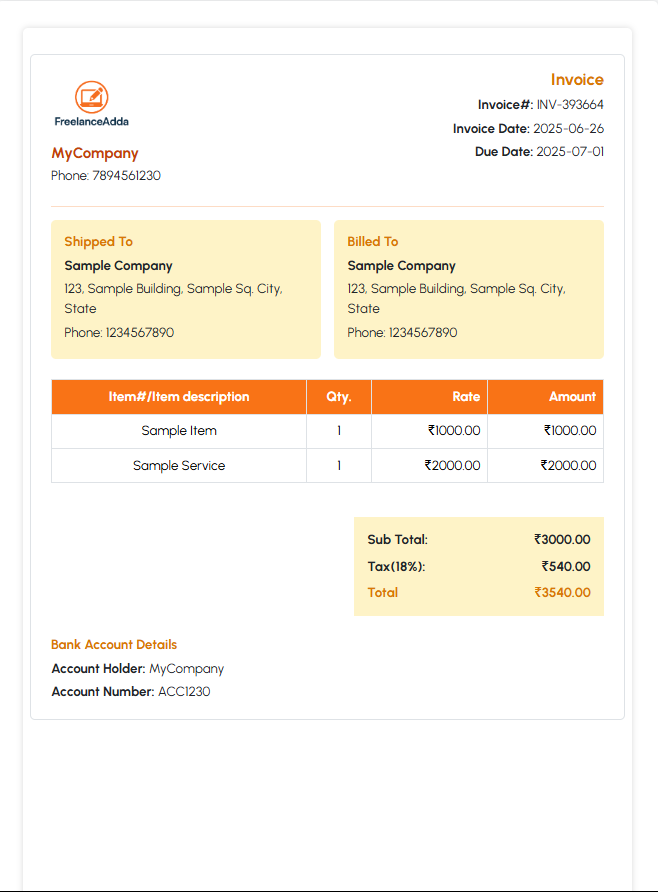 FreelanceAdda
MyCompany
Phone: 7894561230
Invoice
Invoice#: INV-393664
Invoice Date: 2025-06-26
Due Date: 2025-07-01
Shipped To
Sample Company
123, Sample Building, Sample Sq. City,
State
Phone: 1234567890
Billed To
Sample Company
123, Sample Building, Sample Sq. City,
State
Phone: 1234567890
Item#/Item description Qty. Rate Amount
Sample Item 1 ₹1000.00 ₹1000.00
Sample Service 1 ₹2000.00 ₹2000.00
Sub Total: ₹3000.00
Tax(18%): ₹540.00
Total ₹3540.00
Bank Account Details
Account Holder: MyCompany
Account Number: ACC1230